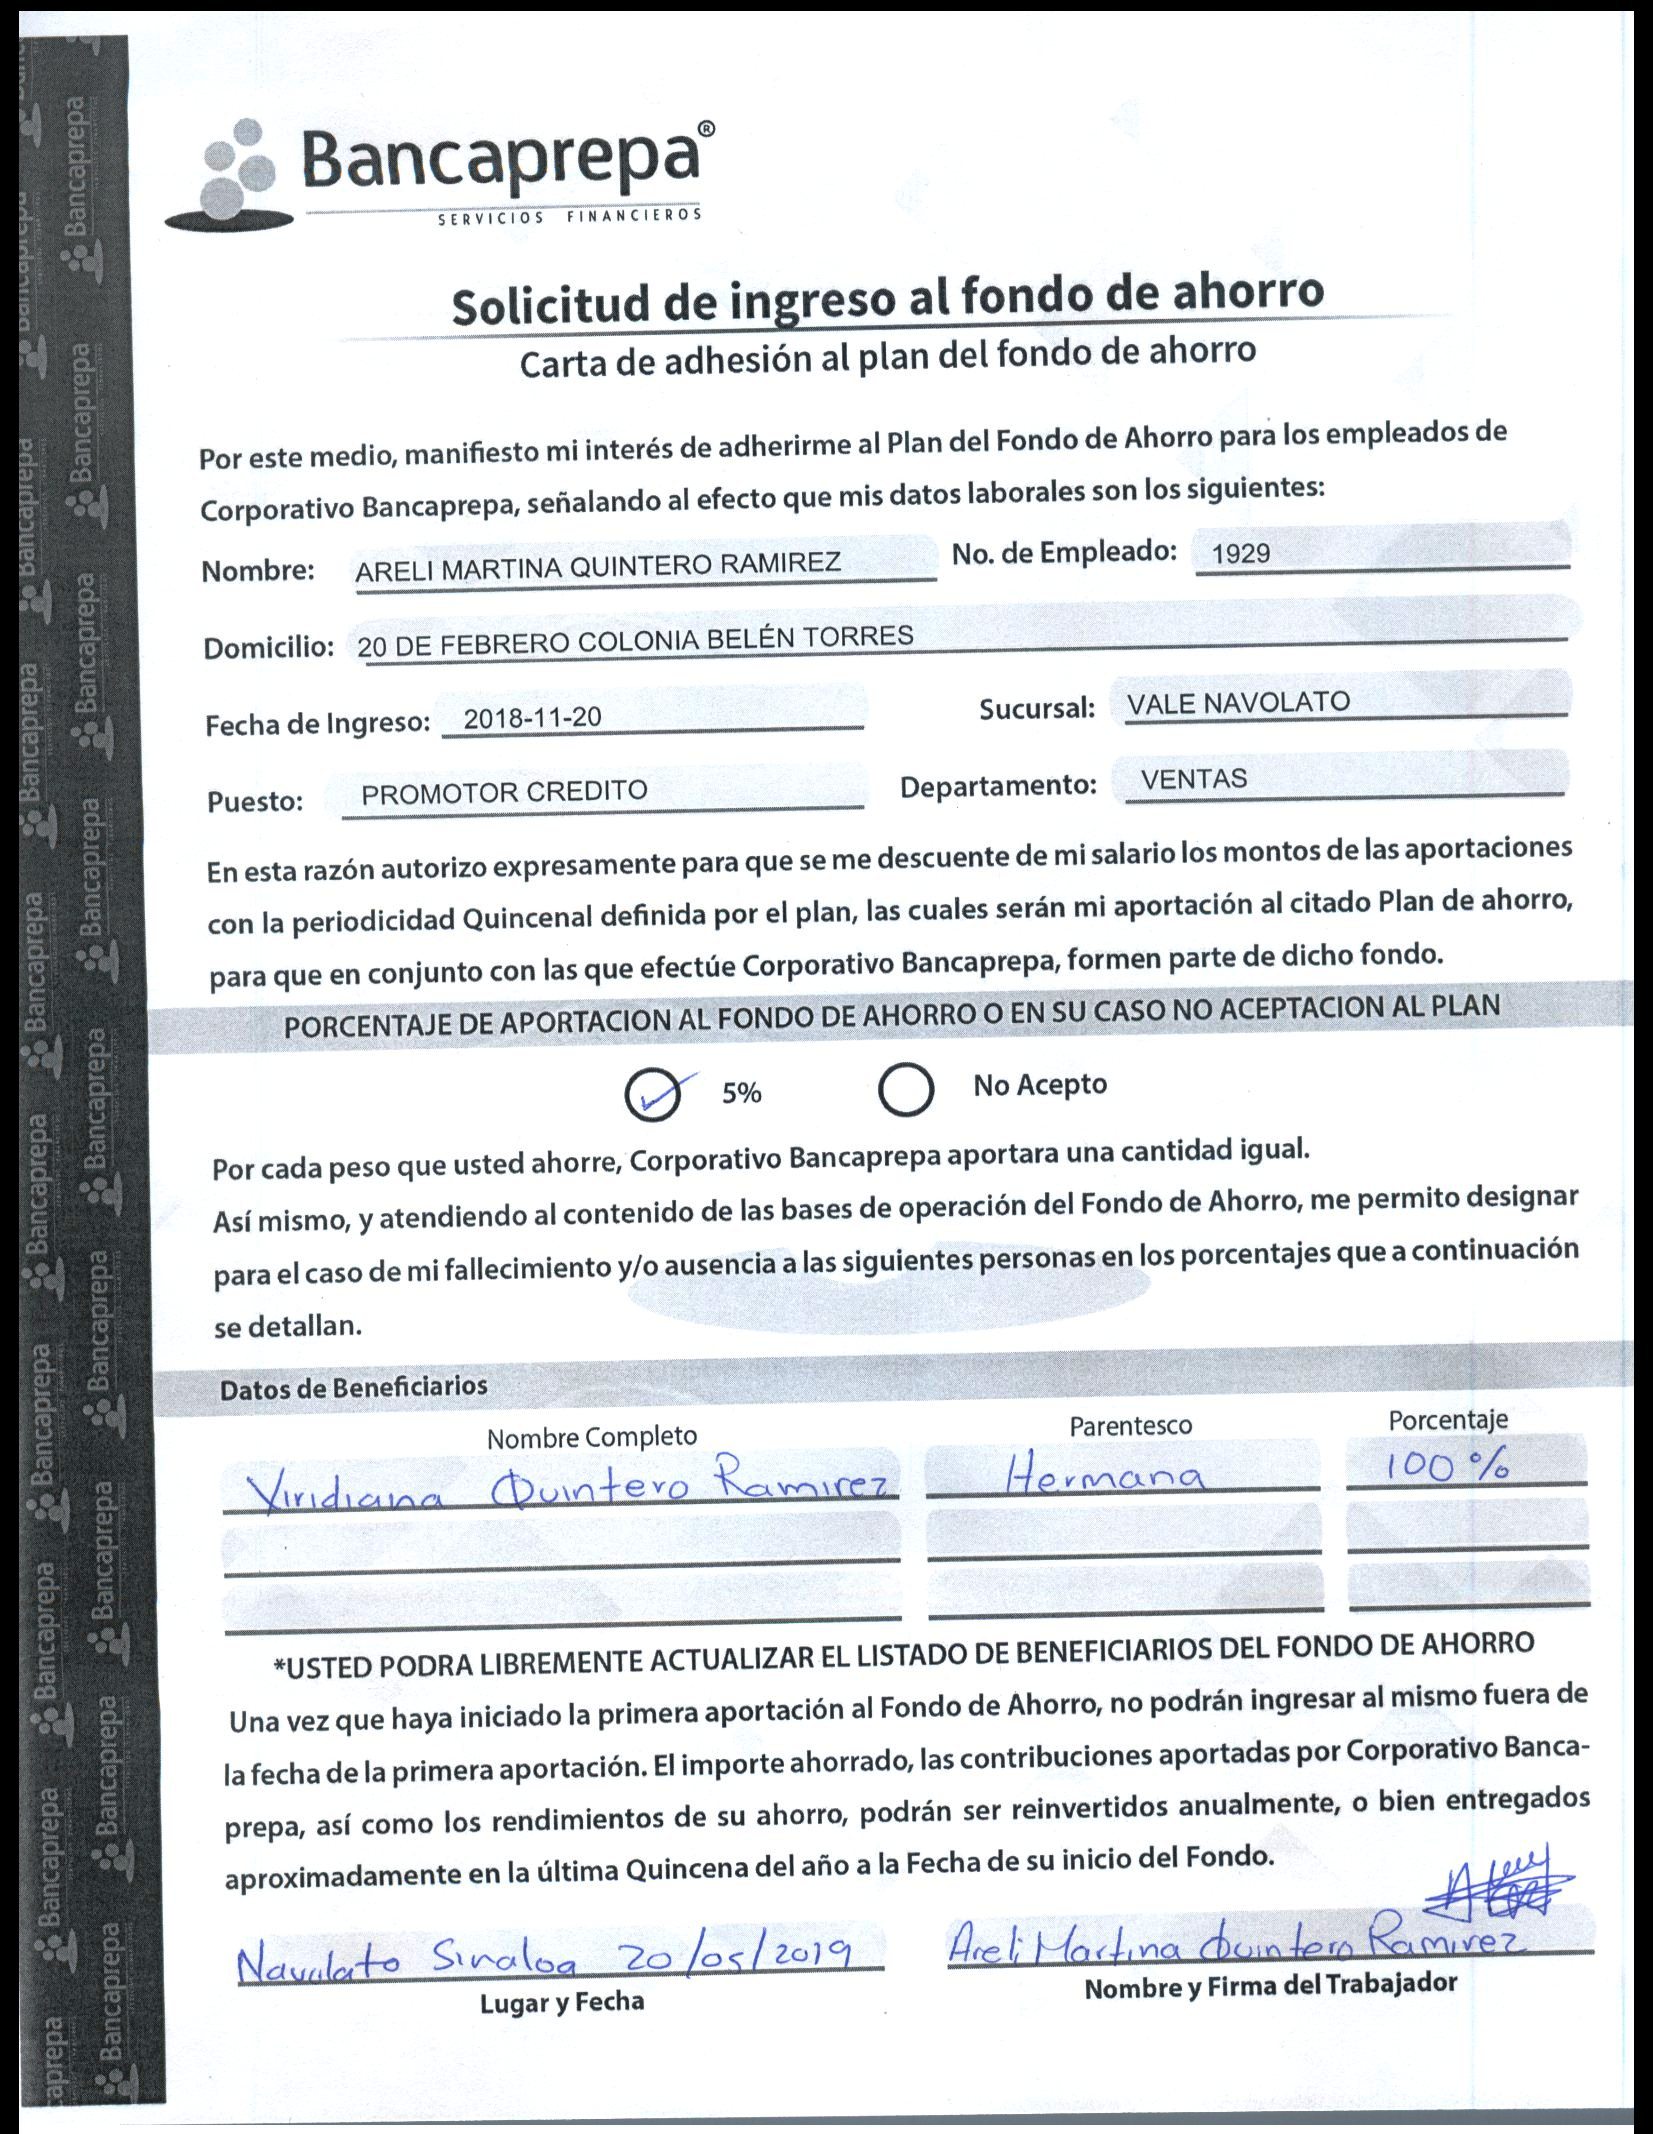 Bancaprepa®
SERVICIOS FINANCIEROS
Solicitud de ingreso al fondo de ahorro
Carta de adhesión al plan del fondo de ahorro
Por este medio, manifiesto mi interés de adherirme al Plan del Fondo de Ahorro para los empleados de
Corporativo Bancaprepa, señalando al efecto que mis datos laborales son los siguientes:
Nombre: ARELI MARTINA QUINTERO RAMIREZ No. de Empleado: 1929
Domicilio: 20 DE FEBRERO COLONIA BELÉN TORRES
Fecha de Ingreso: 2018-11-20 Sucursal: VALE NAVOLATO
Puesto: PROMOTOR CREDITO Departamento: VENTAS
En esta razón autorizo expresamente para que se me descuente de mi salario los montos de las aportaciones
con la periodicidad Quincenal definida por el plan, las cuales serán mi aportación al citado Plan de ahorro,
para que en conjunto con las que efectúe Corporativo Bancaprepa, formen parte de dicho fondo.
PORCENTAJE DE APORTACION AL FONDO DE AHORRO O EN SU CASO NO ACEPTACION AL PLAN
5% No Acepto
Por cada peso que usted ahorre, Corporativo Bancaprepa aportara una cantidad igual.
Así mismo, y atendiendo al contenido de las bases de operación del Fondo de Ahorro, me permito designar
para el caso de mi fallecimiento y/o ausencia a las siguientes personas en los porcentajes que a continuación
se detallan.
Datos de Beneficiarios
Nombre Completo Parentesco Porcentaje
Viridiana Quintero Ramirez Hermana 100 %
*USTED PODRA LIBREMENTE ACTUALIZAR EL LISTADO DE BENEFICIARIOS DEL FONDO DE AHORRO
Una vez que haya iniciado la primera aportación al Fondo de Ahorro, no podrán ingresar al mismo fuera de
la fecha de la primera aportación. El importe ahorrado, las contribuciones aportadas por Corporativo Banca-
prepa, así como los rendimientos de su ahorro, podrán ser reinvertidos anualmente, o bien entregados
aproximadamente en la última Quincena del año a la Fecha de su inicio del Fondo.
Navolato Sinaloa 20/05/2019 Areli Martina Quintero Ramirez
Lugar y Fecha Nombre y Firma del Trabajador